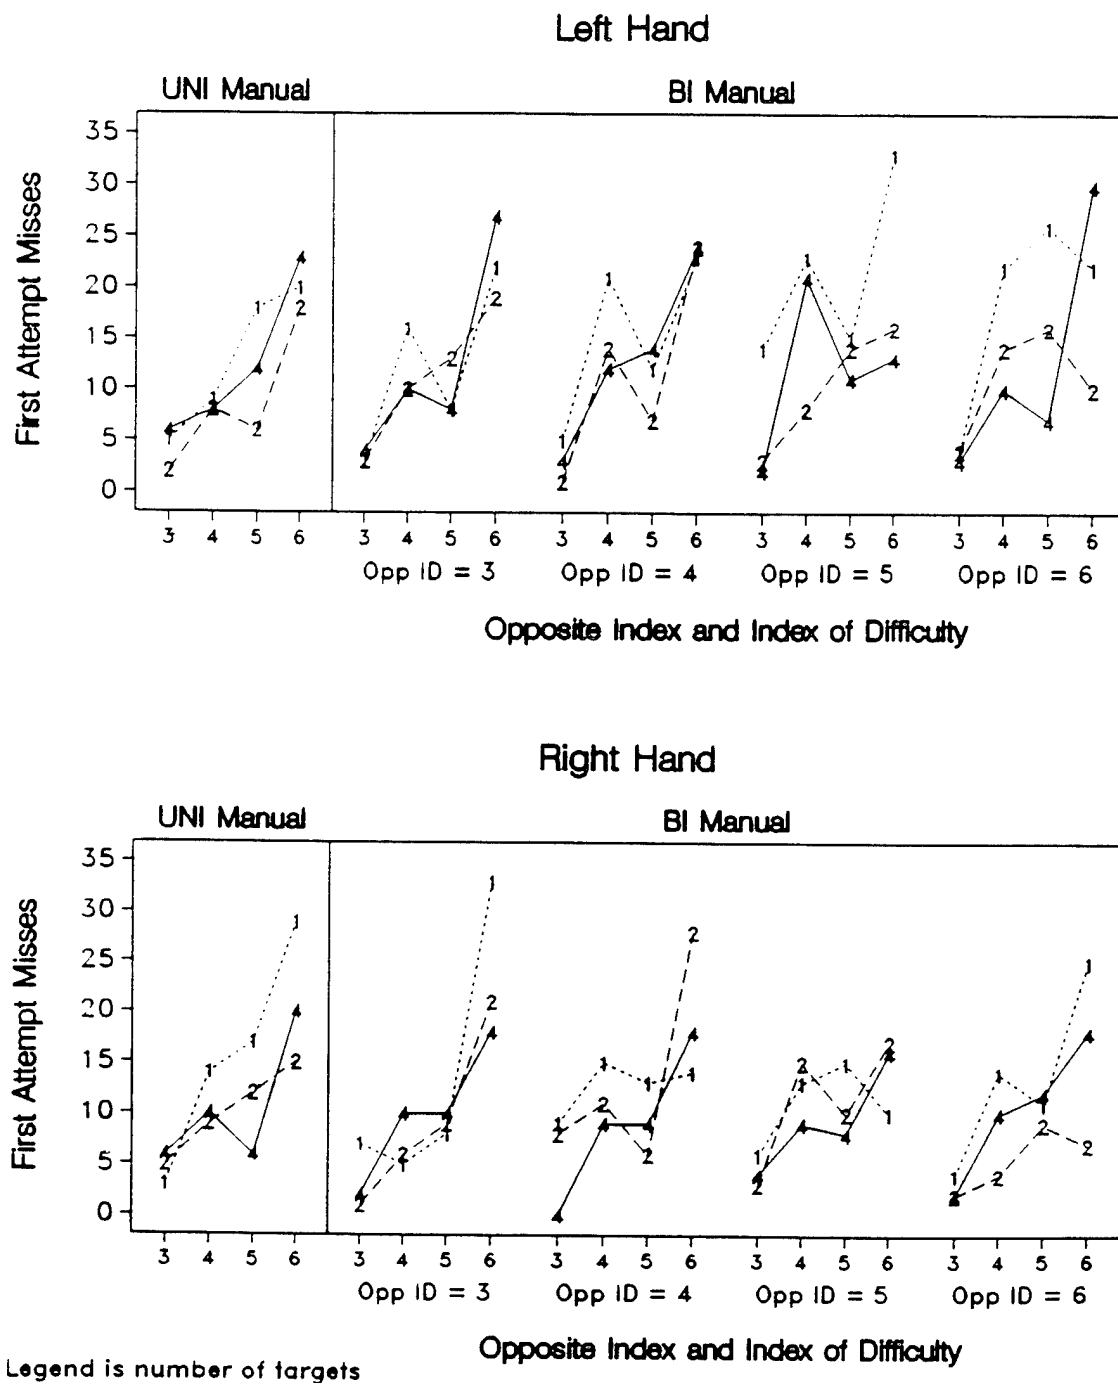 Left Hand
UNI Manual BI Manual
First Attempt Misses
35
30
25
20
15
10
5
0
3 4 5 6 3 4 5 6 3 4 5 6 3 4 5 6 3 4 5 6
Opp ID = 3 Opp ID = 4 Opp ID = 5 Opp ID = 6
Opposite Index and Index of Difficulty
Right Hand
UNI Manual BI Manual
First Attempt Misses
35
30
25
20
15
10
5
0
3 4 5 6 3 4 5 6 3 4 5 6 3 4 5 6 3 4 5 6
Opp ID = 3 Opp ID = 4 Opp ID = 5 Opp ID = 6
Opposite Index and Index of Difficulty
Legend is number of targets